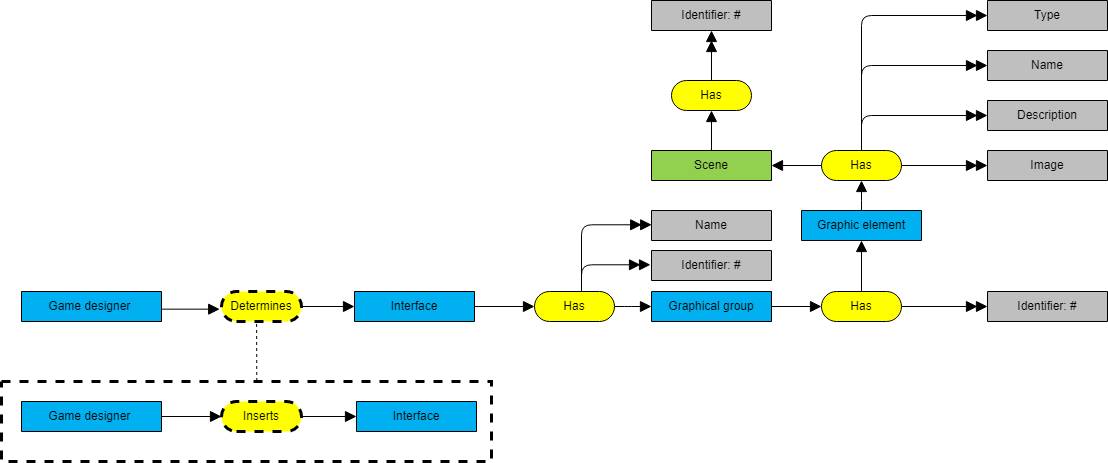 Identifier: #
Type
Has
Name
Description
Scene
Has
Image
Name
Graphic element
Identifier: #
Game designer
Determines
Interface
Has
Graphical group
Has
Identifier: #
Game designer
Inserts
Interface